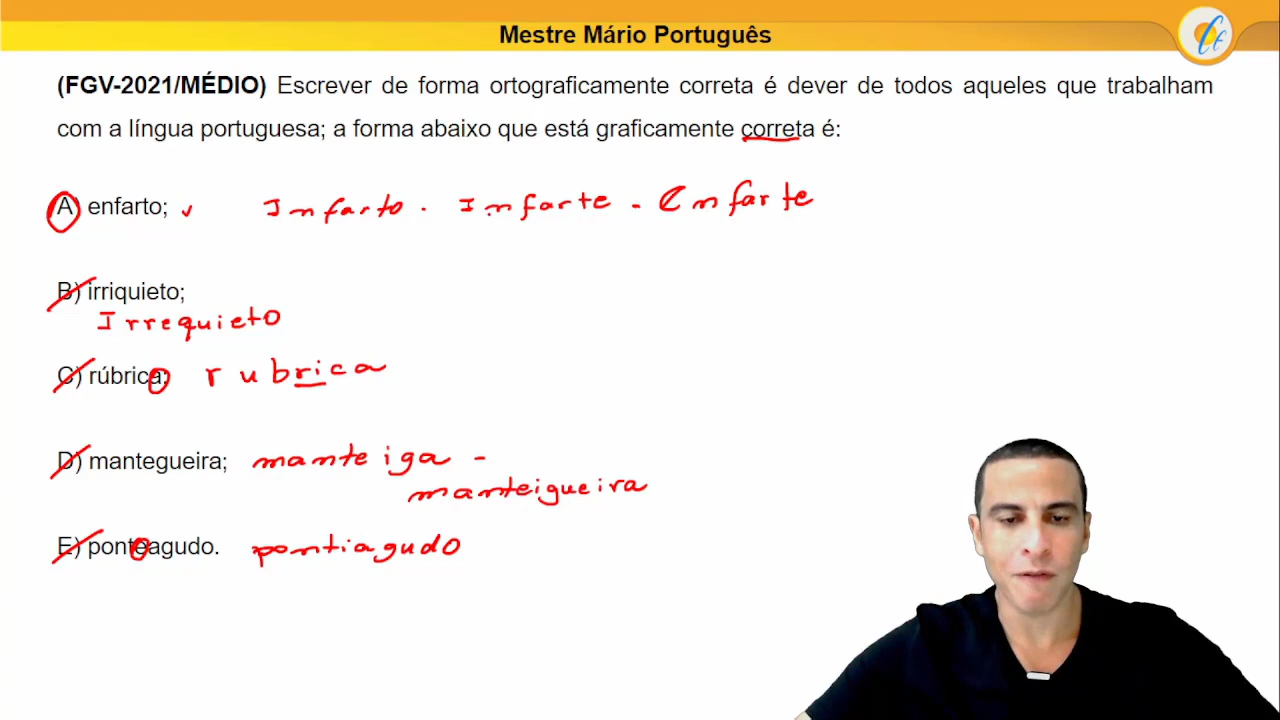 Mestre Mário Português
(FGV-2021/MÉDIO) Escrever de forma ortograficamente correta é dever de todos aqueles que trabalham
com a língua portuguesa; a forma abaixo que está graficamente correta é:
A) enfarto; Infarto. Infarte - Enfarte
B) irriquieto;
Irrequieto
C) rúbrica; rubrica
D) mantegueira; manteiga -
manteigueira
E) ponteagudo. pontiagudo